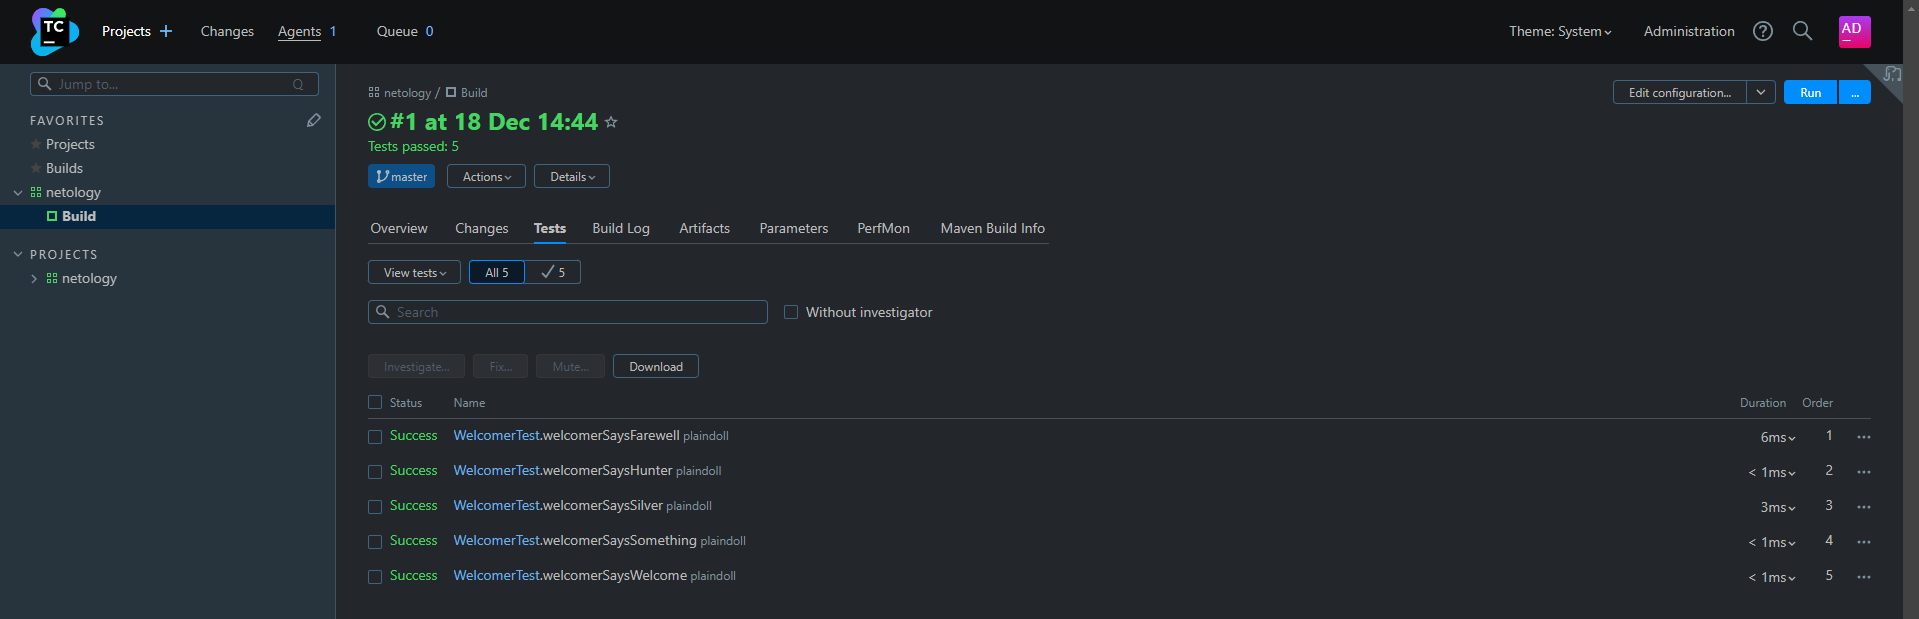 TC
Projects
Changes
Agents 1
Queue 0
Theme: System
Administration
?
AD
Jump to...
Q
FAVORITES
Projects
Builds
netology
Build
PROJECTS
netology
netology / Build
Edit configuration...
Run
...
#1 at 18 Dec 14:44
Tests passed: 5
master
Actions
Details
Overview
Changes
Tests
Build Log
Artifacts
Parameters
PerfMon
Maven Build Info
View tests
All 5
5
Search
Without investigator
Investigate...
Fix...
Mute...
Download
Status Name Duration Order
Success WelcomerTest.welcomerSaysFarewell plaindoll 6ms 1
Success WelcomerTest.welcomerSaysHunter plaindoll < 1ms 2
Success WelcomerTest.welcomerSaysSilver plaindoll 3ms 3
Success WelcomerTest.welcomerSaysSomething plaindoll < 1ms 4
Success WelcomerTest.welcomerSaysWelcome plaindoll < 1ms 5